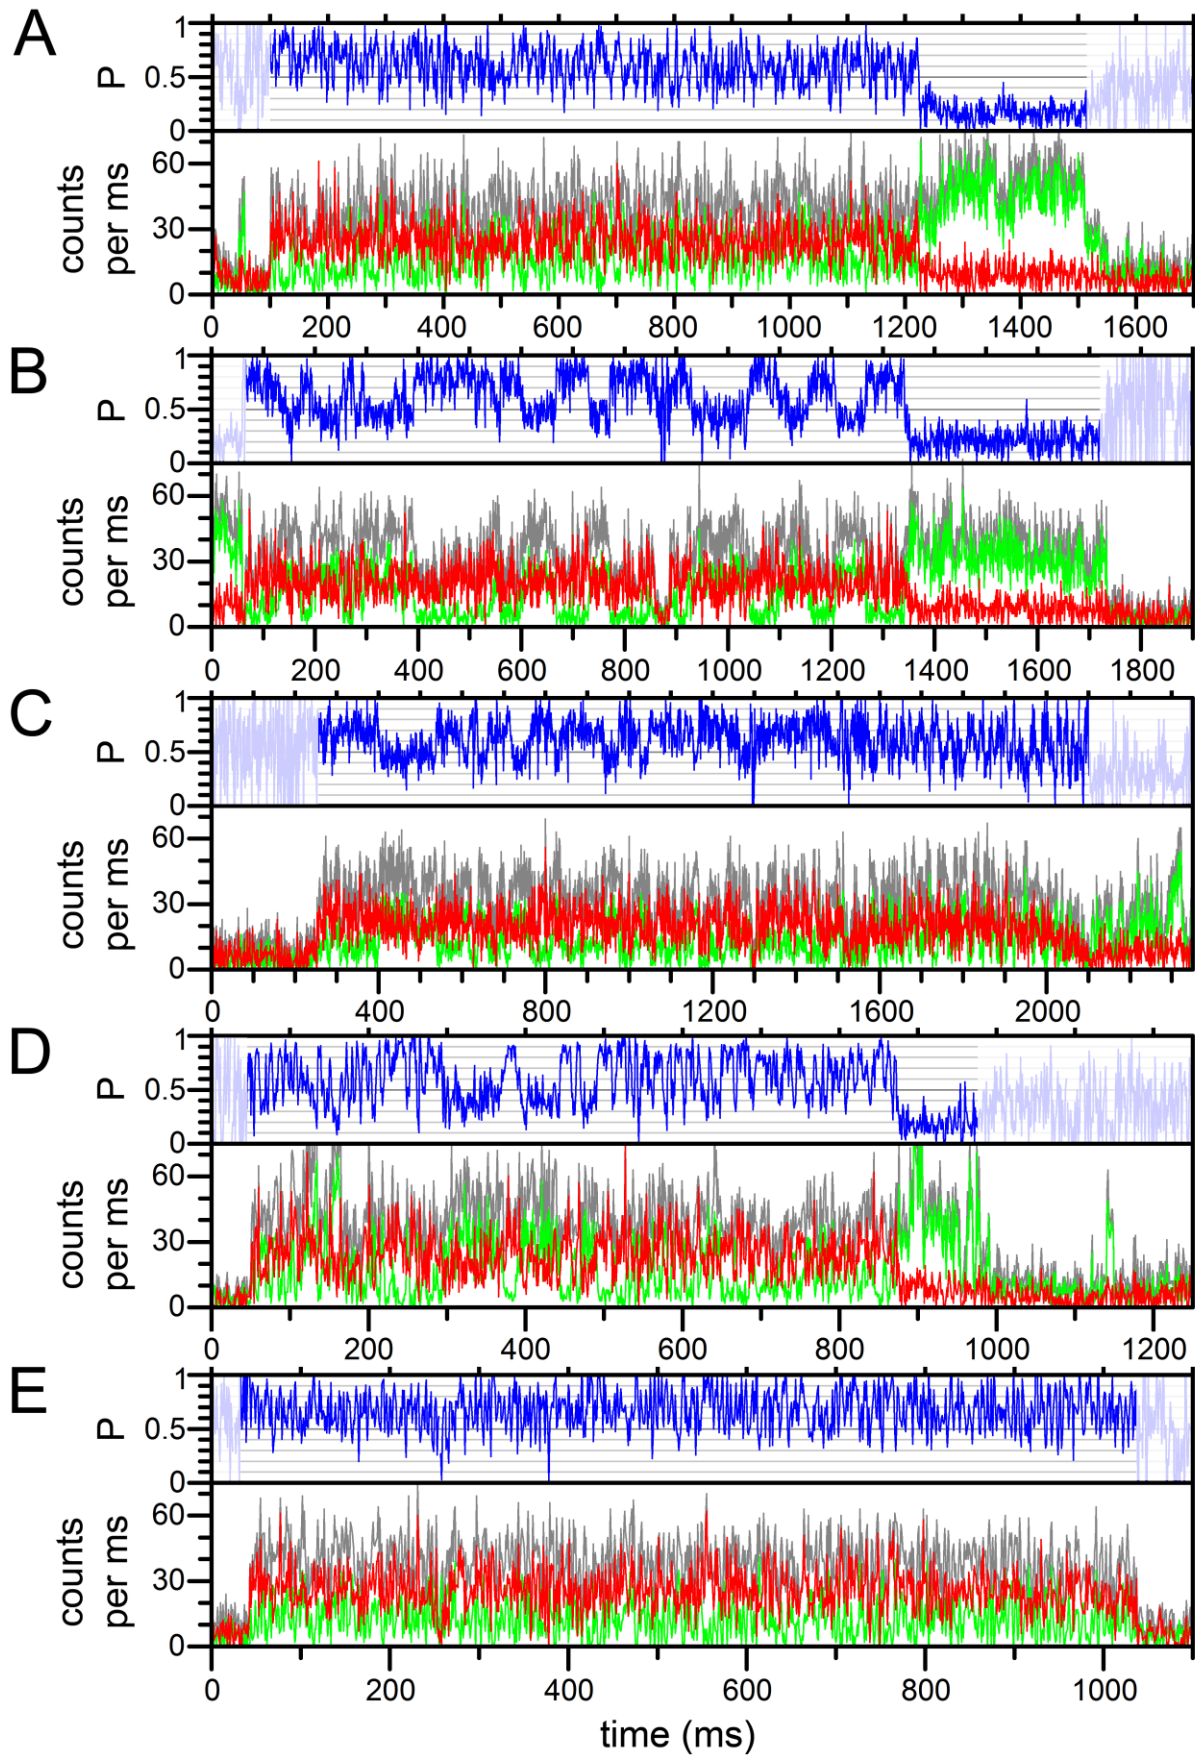 A
P
1
0.5
0
counts
per ms
60
30
0
0 200 400 600 800 1000 1200 1400 1600
B
P
1
0.5
0
counts
per ms
60
30
0
0 200 400 600 800 1000 1200 1400 1600 1800
C
P
1
0.5
0
counts
per ms
60
30
0
0 400 800 1200 1600 2000
D
P
1
0.5
0
counts
per ms
60
30
0
0 200 400 600 800 1000 1200
E
P
1
0.5
0
counts
per ms
60
30
0
0 200 400 600 800 1000
time (ms)